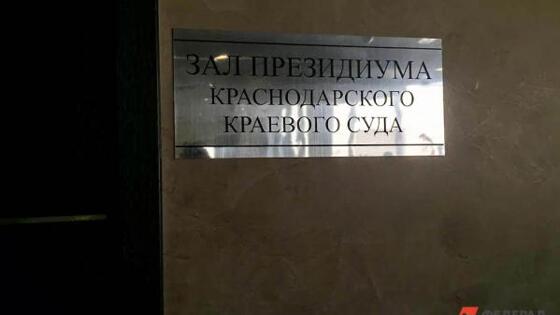 ЗАЛ ПРЕЗИДИУМА
КРАСНОДАРСКОГО
КРАЕВОГО СУДА